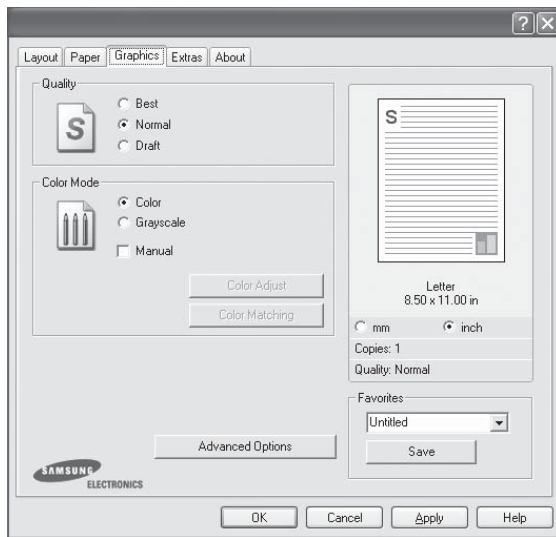 Layout Paper Graphics Extras About
Quality
S
Best
Normal
Draft
Color Mode
Color
Grayscale
Manual
Color Adjust
Color Matching
S
Letter
8.50 x 11.00 in
mm inch
Copies: 1
Quality: Normal
Favorites
Untitled
Save
Advanced Options
SAMSUNG
ELECTRONICS
OK Cancel Apply Help